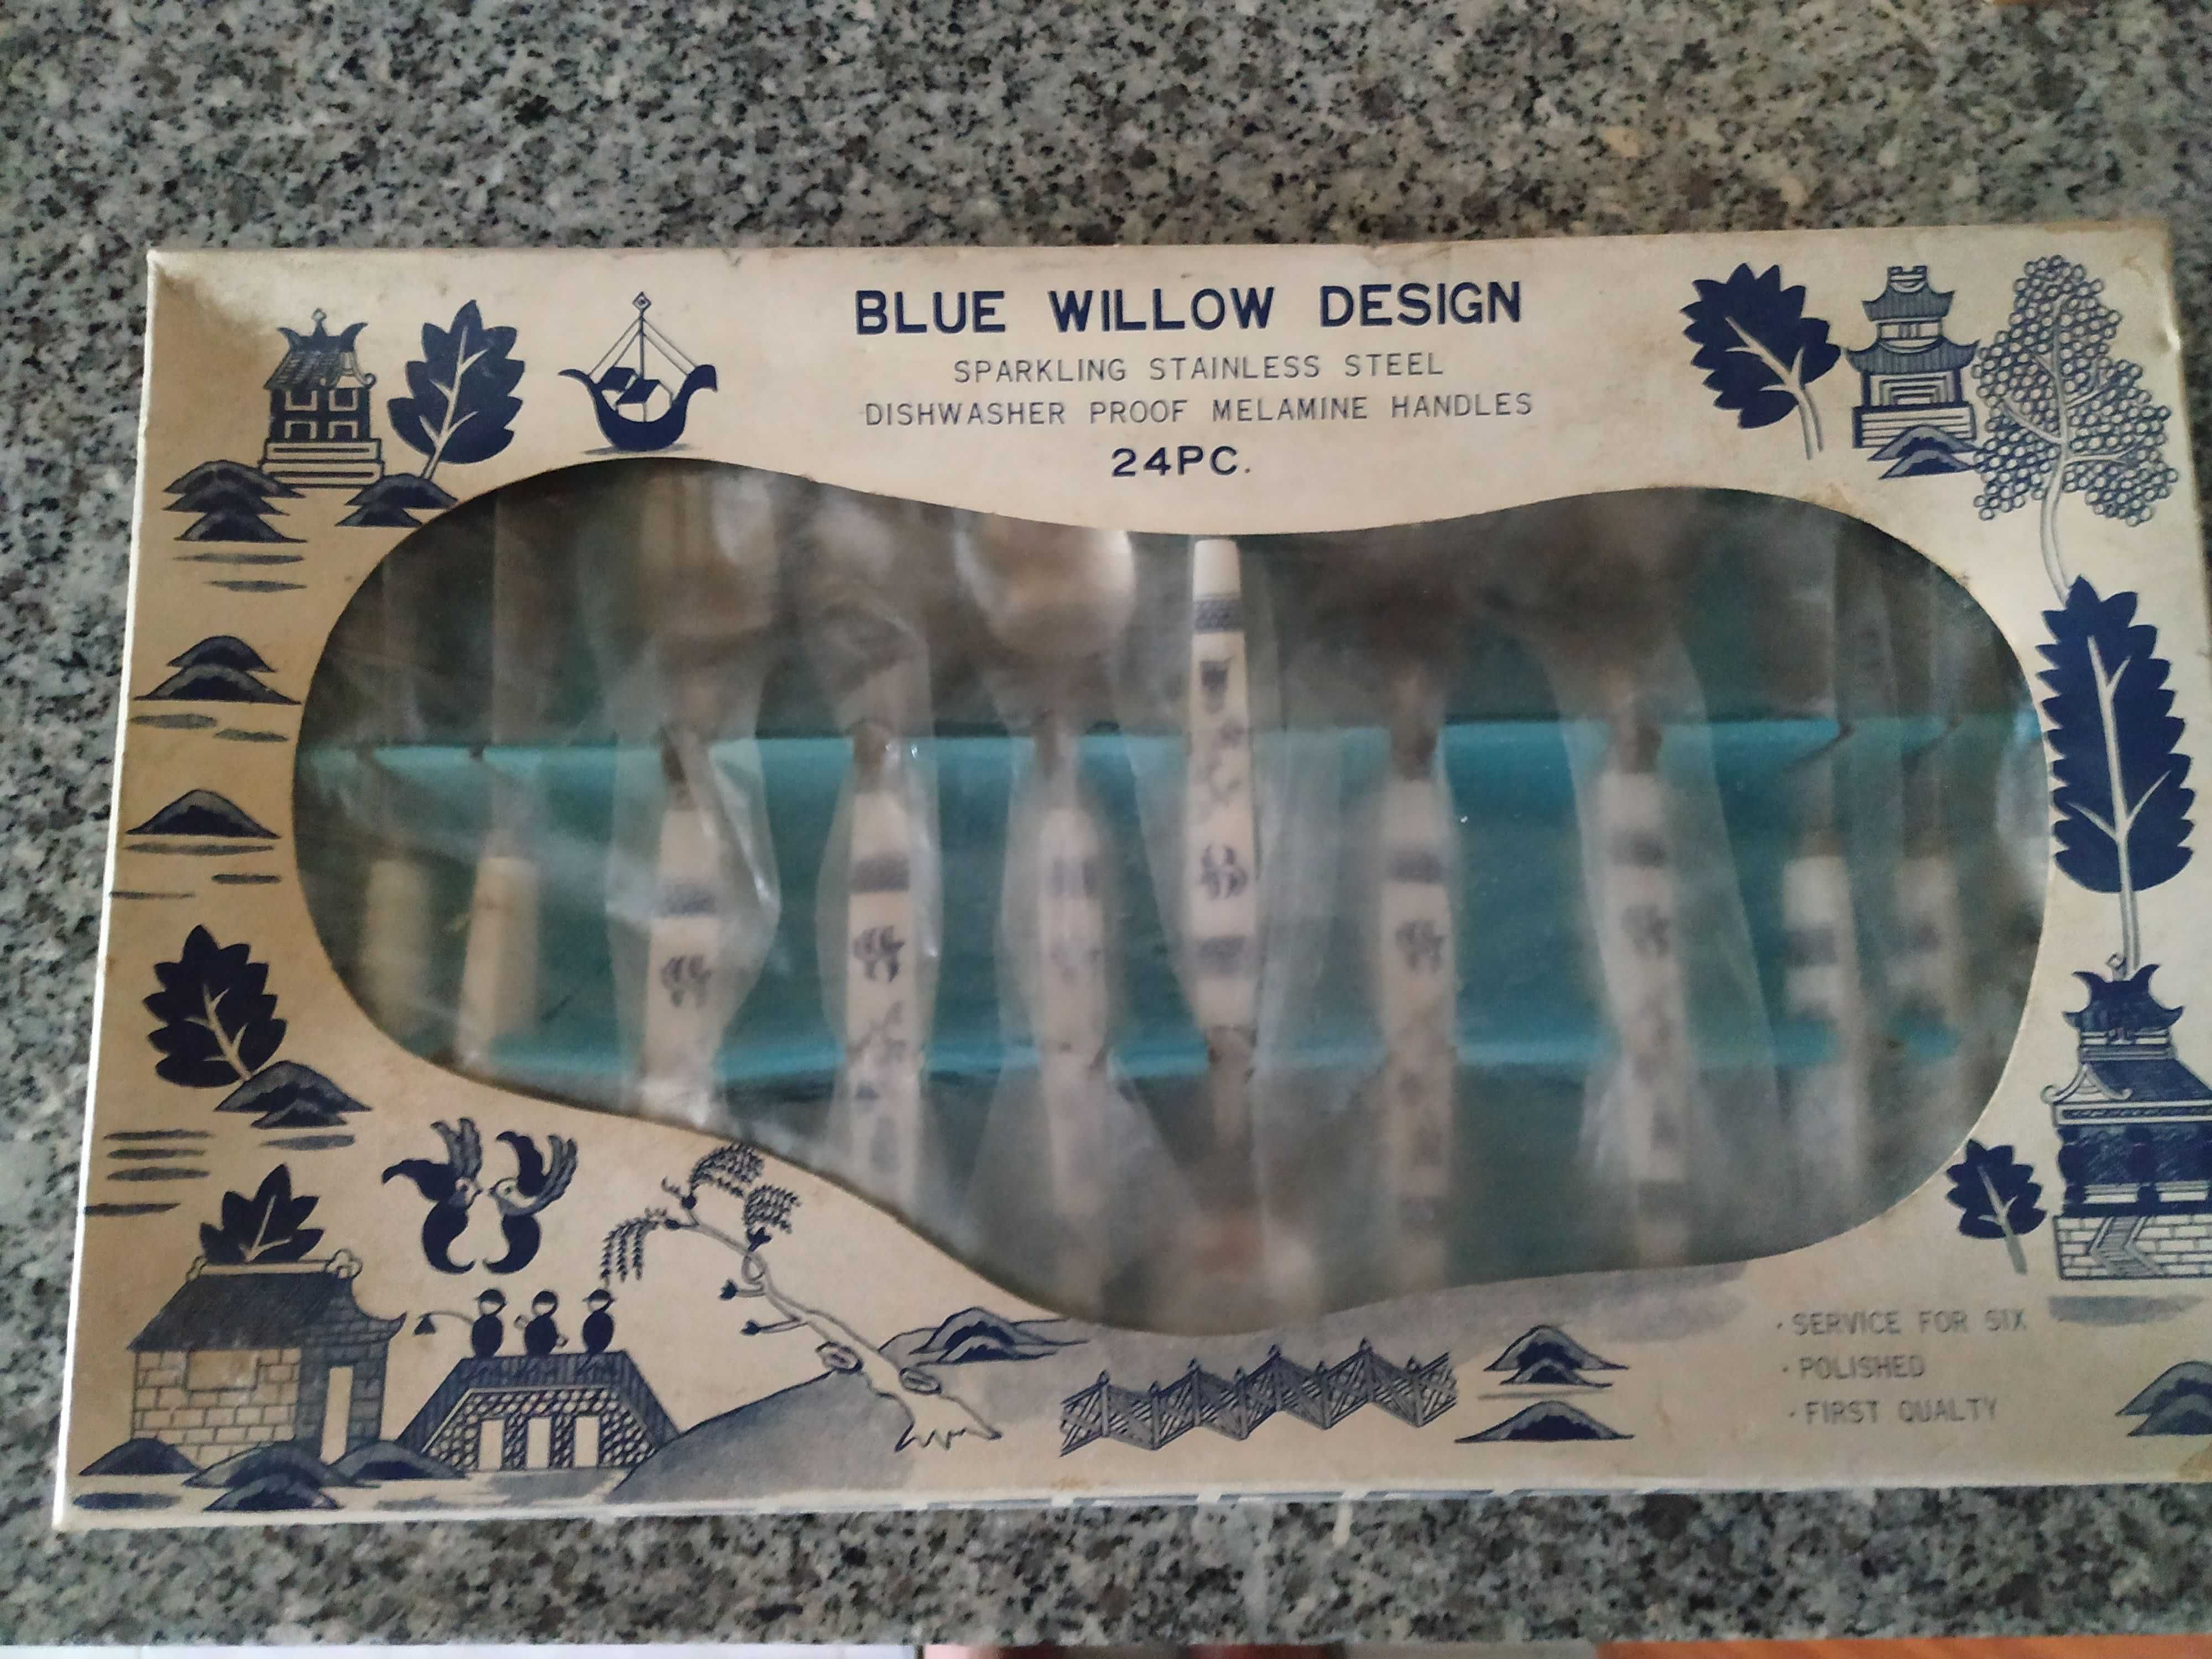 BLUE WILLOW DESIGN
SPARKLING STAINLESS STEEL
DISHWASHER PROOF MELAMINE HANDLES
24PC.
· SERVICE FOR SIX
· POLISHED
· FIRST QUALTY